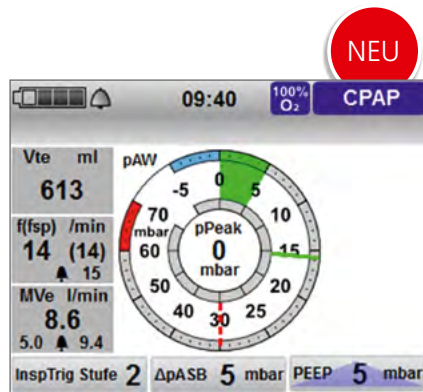 NEU
09:40
100%
O₂
CPAP
Vte ml
613
f(fsp) /min
14 (14)
15
MVe l/min
8.6
5.0 9.4
pAW
-5 0 5
10
15
20
25
30
40
50
60
70
mbar
pPeak
0
mbar
InspTrig Stufe 2
ΔpASB 5 mbar
PEEP 5 mbar